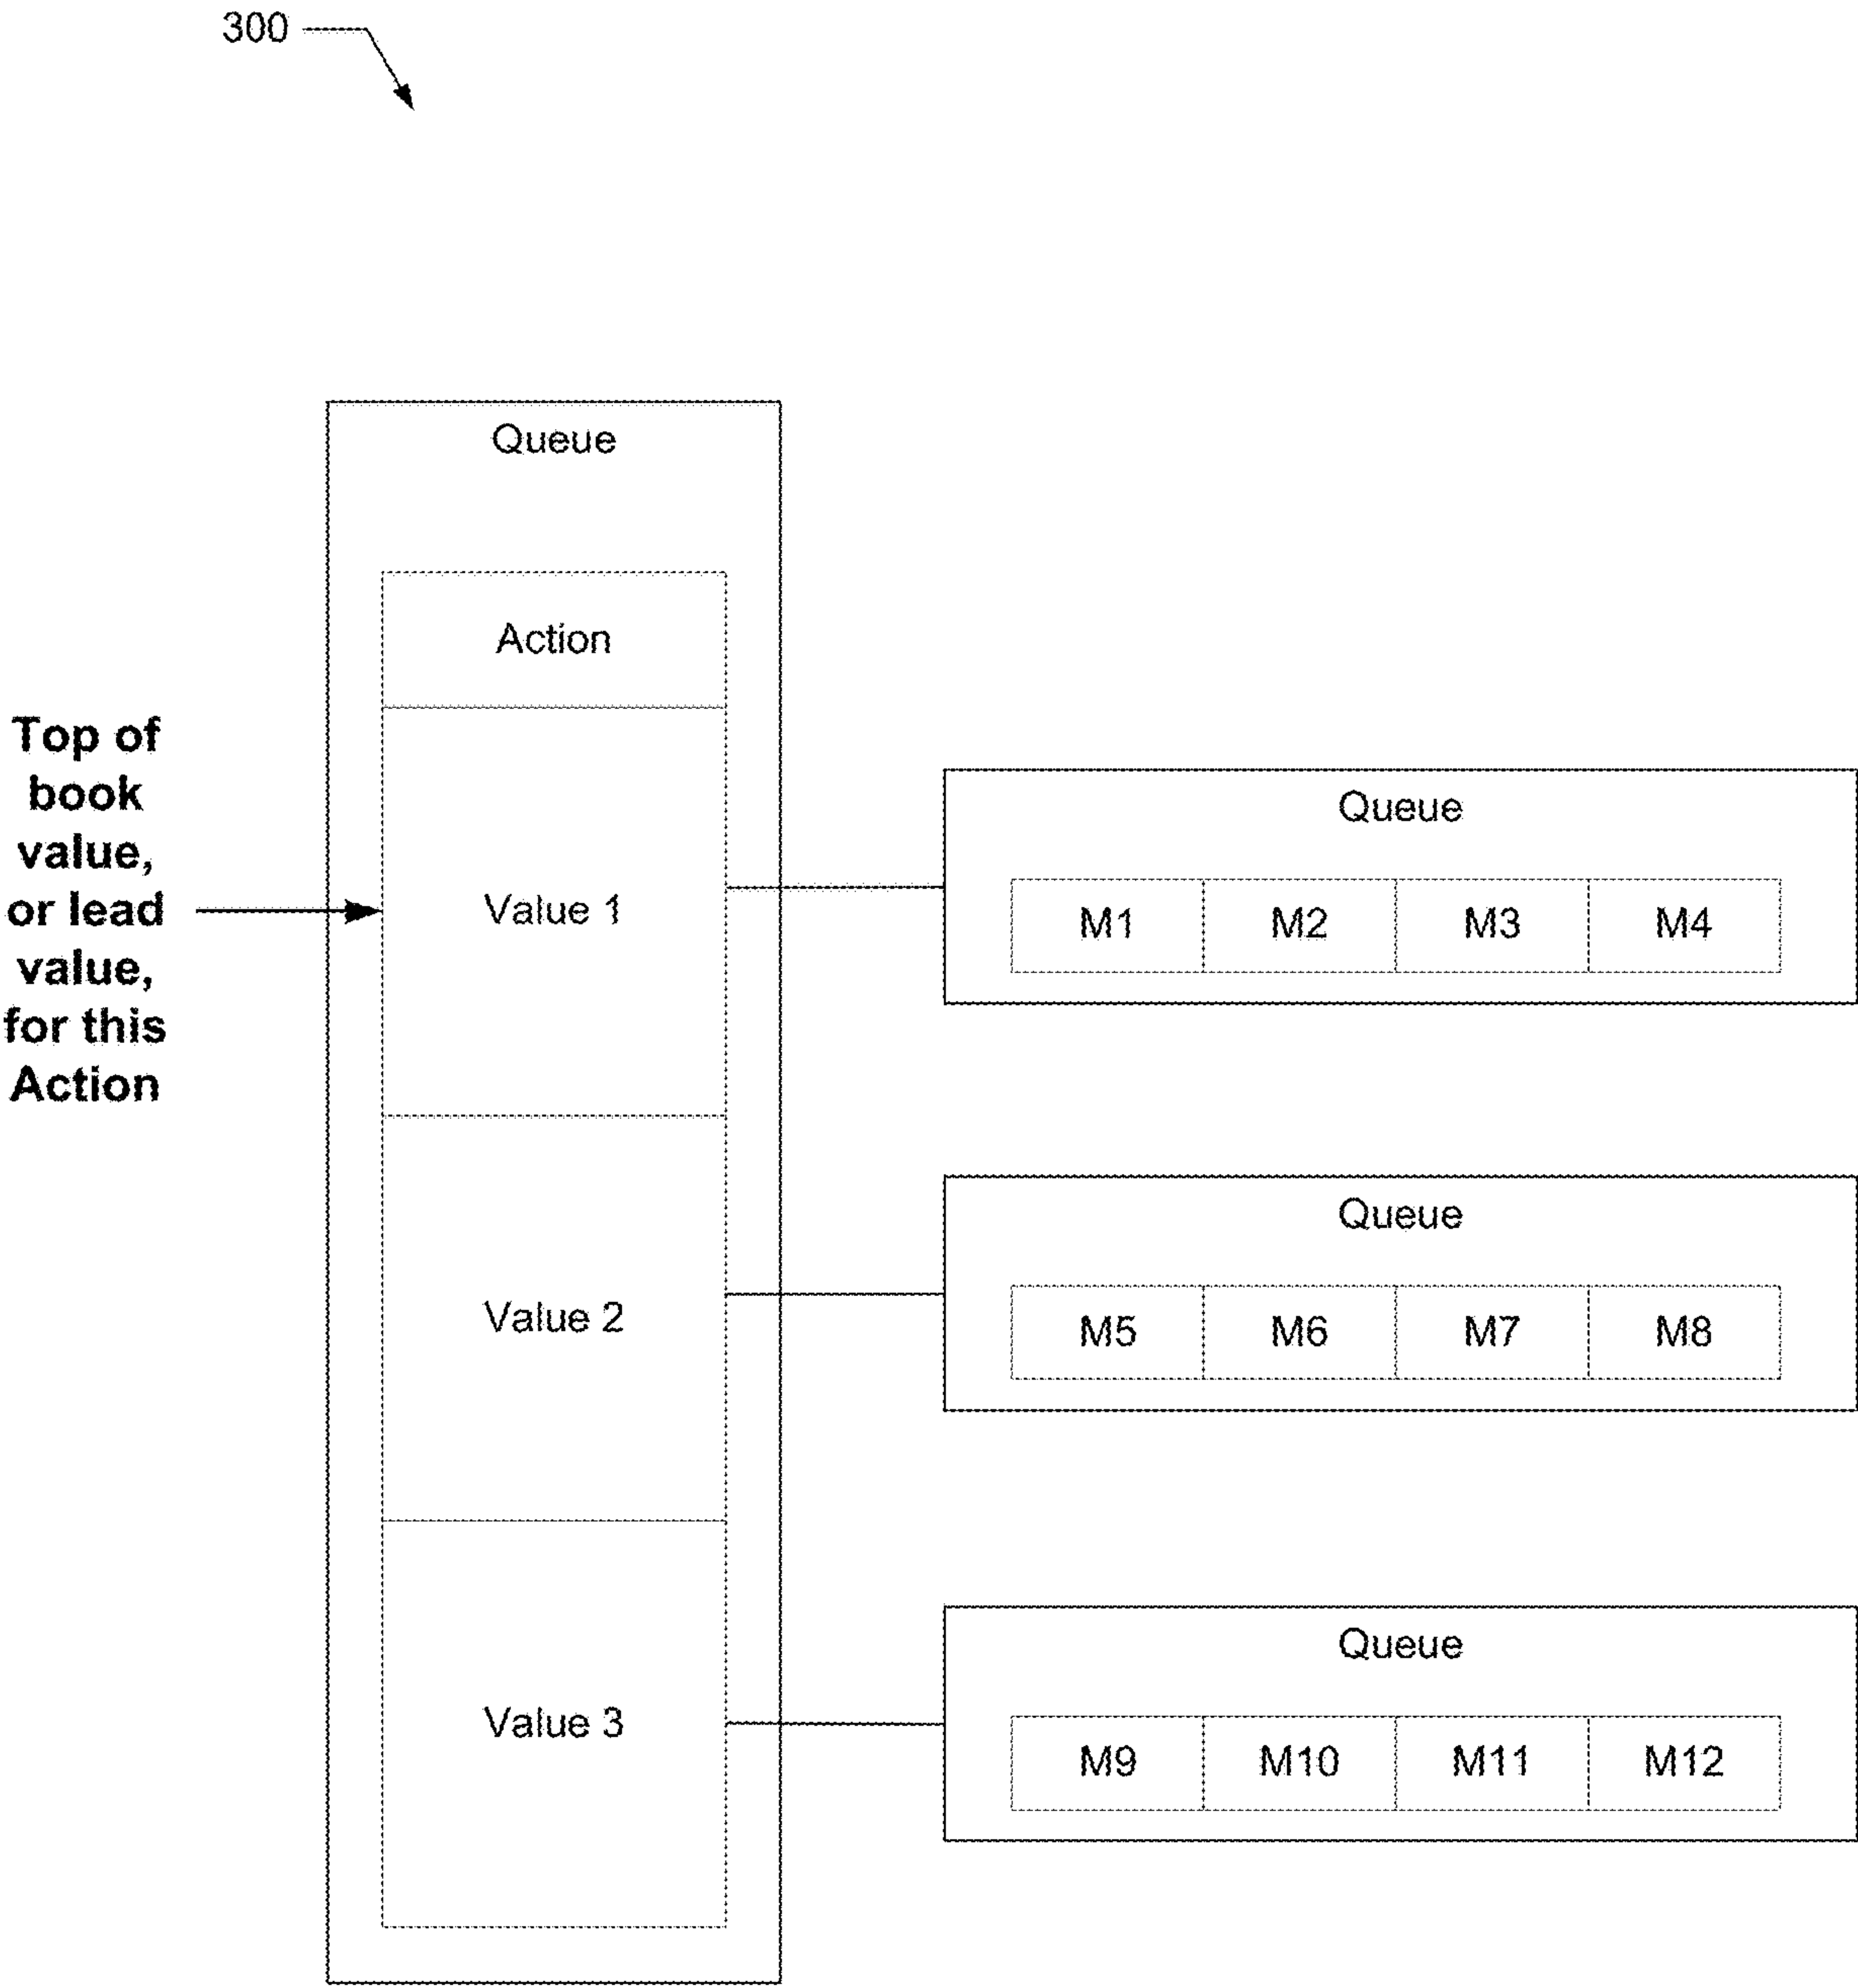 300
Queue
Action
Top of
book
value,
or lead
value,
for this
Action
Value 1
Queue
M1 M2 M3 M4
Value 2
Queue
M5 M6 M7 M8
Value 3
Queue
M9 M10 M11 M12